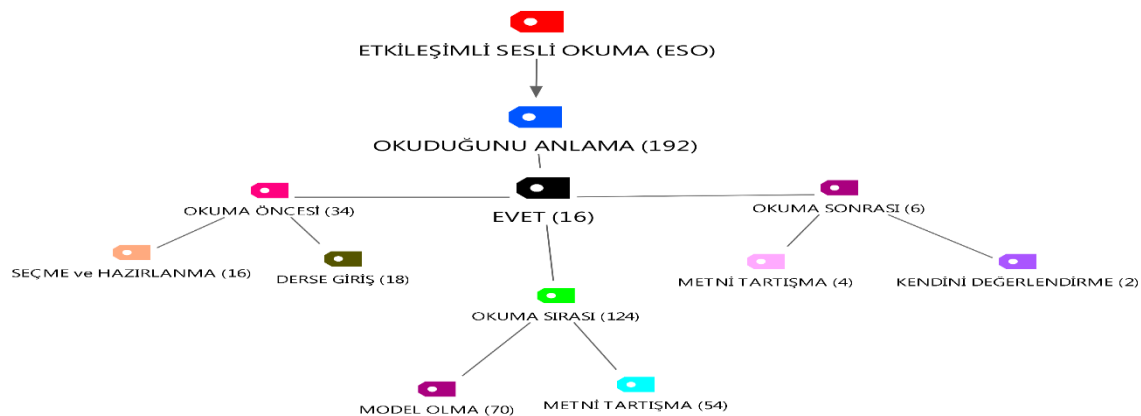 ETKİLEŞİMLİ SESLİ OKUMA (ESO)
OKUDUĞUNU ANLAMA (192)
OKUMA ÖNCESİ (34)
EVET (16)
OKUMA SONRASI (6)
SEÇME ve HAZIRLANMA (16)
DERSE GİRİŞ (18)
METNİ TARTIŞMA (4)
KENDİNİ DEĞERLENDİRME (2)
OKUMA SIRASI (124)
MODEL OLMA (70)
METNİ TARTIŞMA (54)